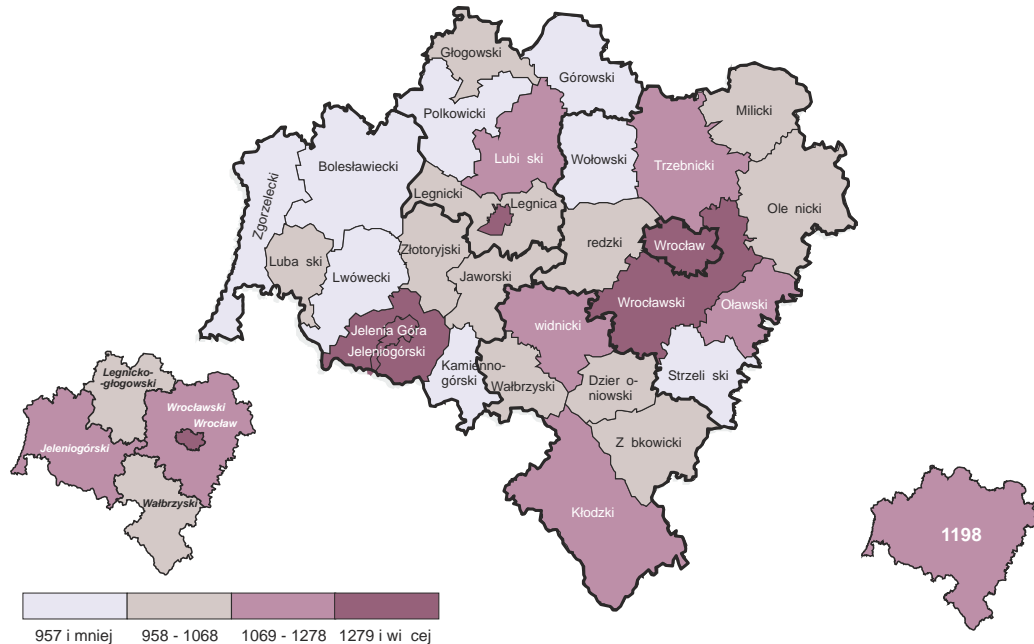 Głogowski
Górowski
Milicki
Polkowicki
Lubi ski
Wołowski
Trzebnicki
Bolesławiecki
Zgorzelecki
Legnicki
Legnica
Ole nicki
Luba ski
Złotoryjski
redzki
Wrocław
Lwówecki
Jaworski
Wrocławski
Oławski
Jelenia Góra
Jeleniogórski
widnicki
Kamienno-
górski
Wałbrzyski
Dzier o-
niowski
Strzeli ski
Z bkowicki
Kłodzki
Legnicko-
-głogowski
Wrocławski
Wrocław
Jeleniogórski
Wałbrzyski
1198
957 i mniej
958 - 1068
1069 - 1278
1279 i wi cej